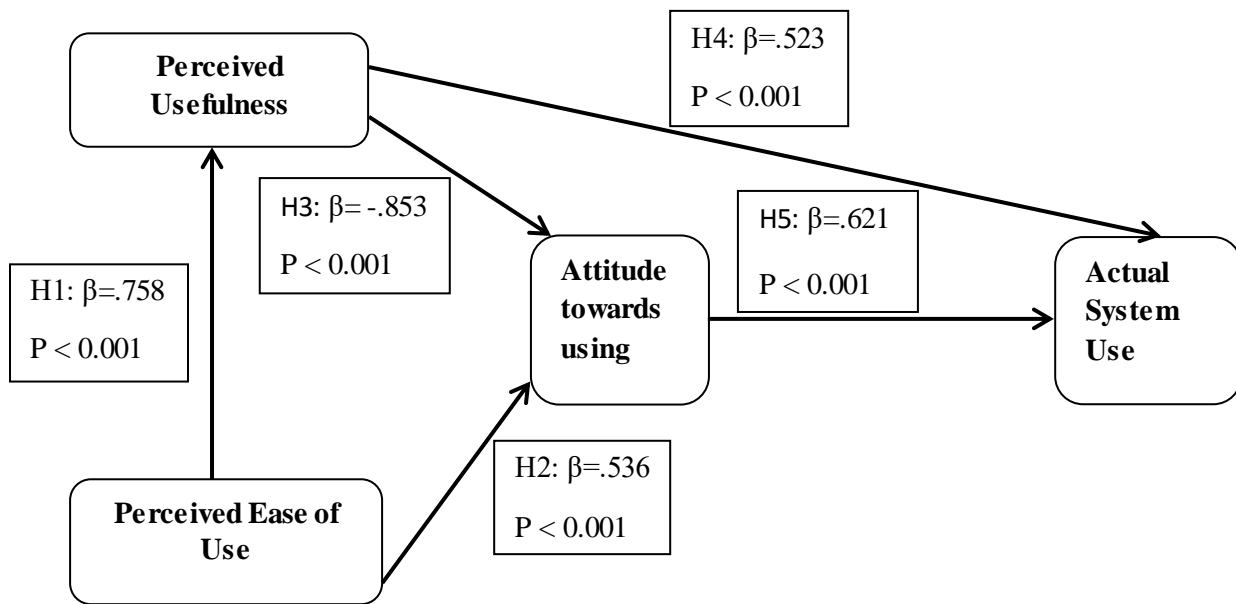 Perceived
Usefulness
H4: β=.523
P < 0.001
H3: β= -.853
P < 0.001
H5: β=.621
P < 0.001
H1: β=.758
P < 0.001
Attitude
towards
using
Actual
System
Use
H2: β=.536
P < 0.001
Perceived Ease of
Use